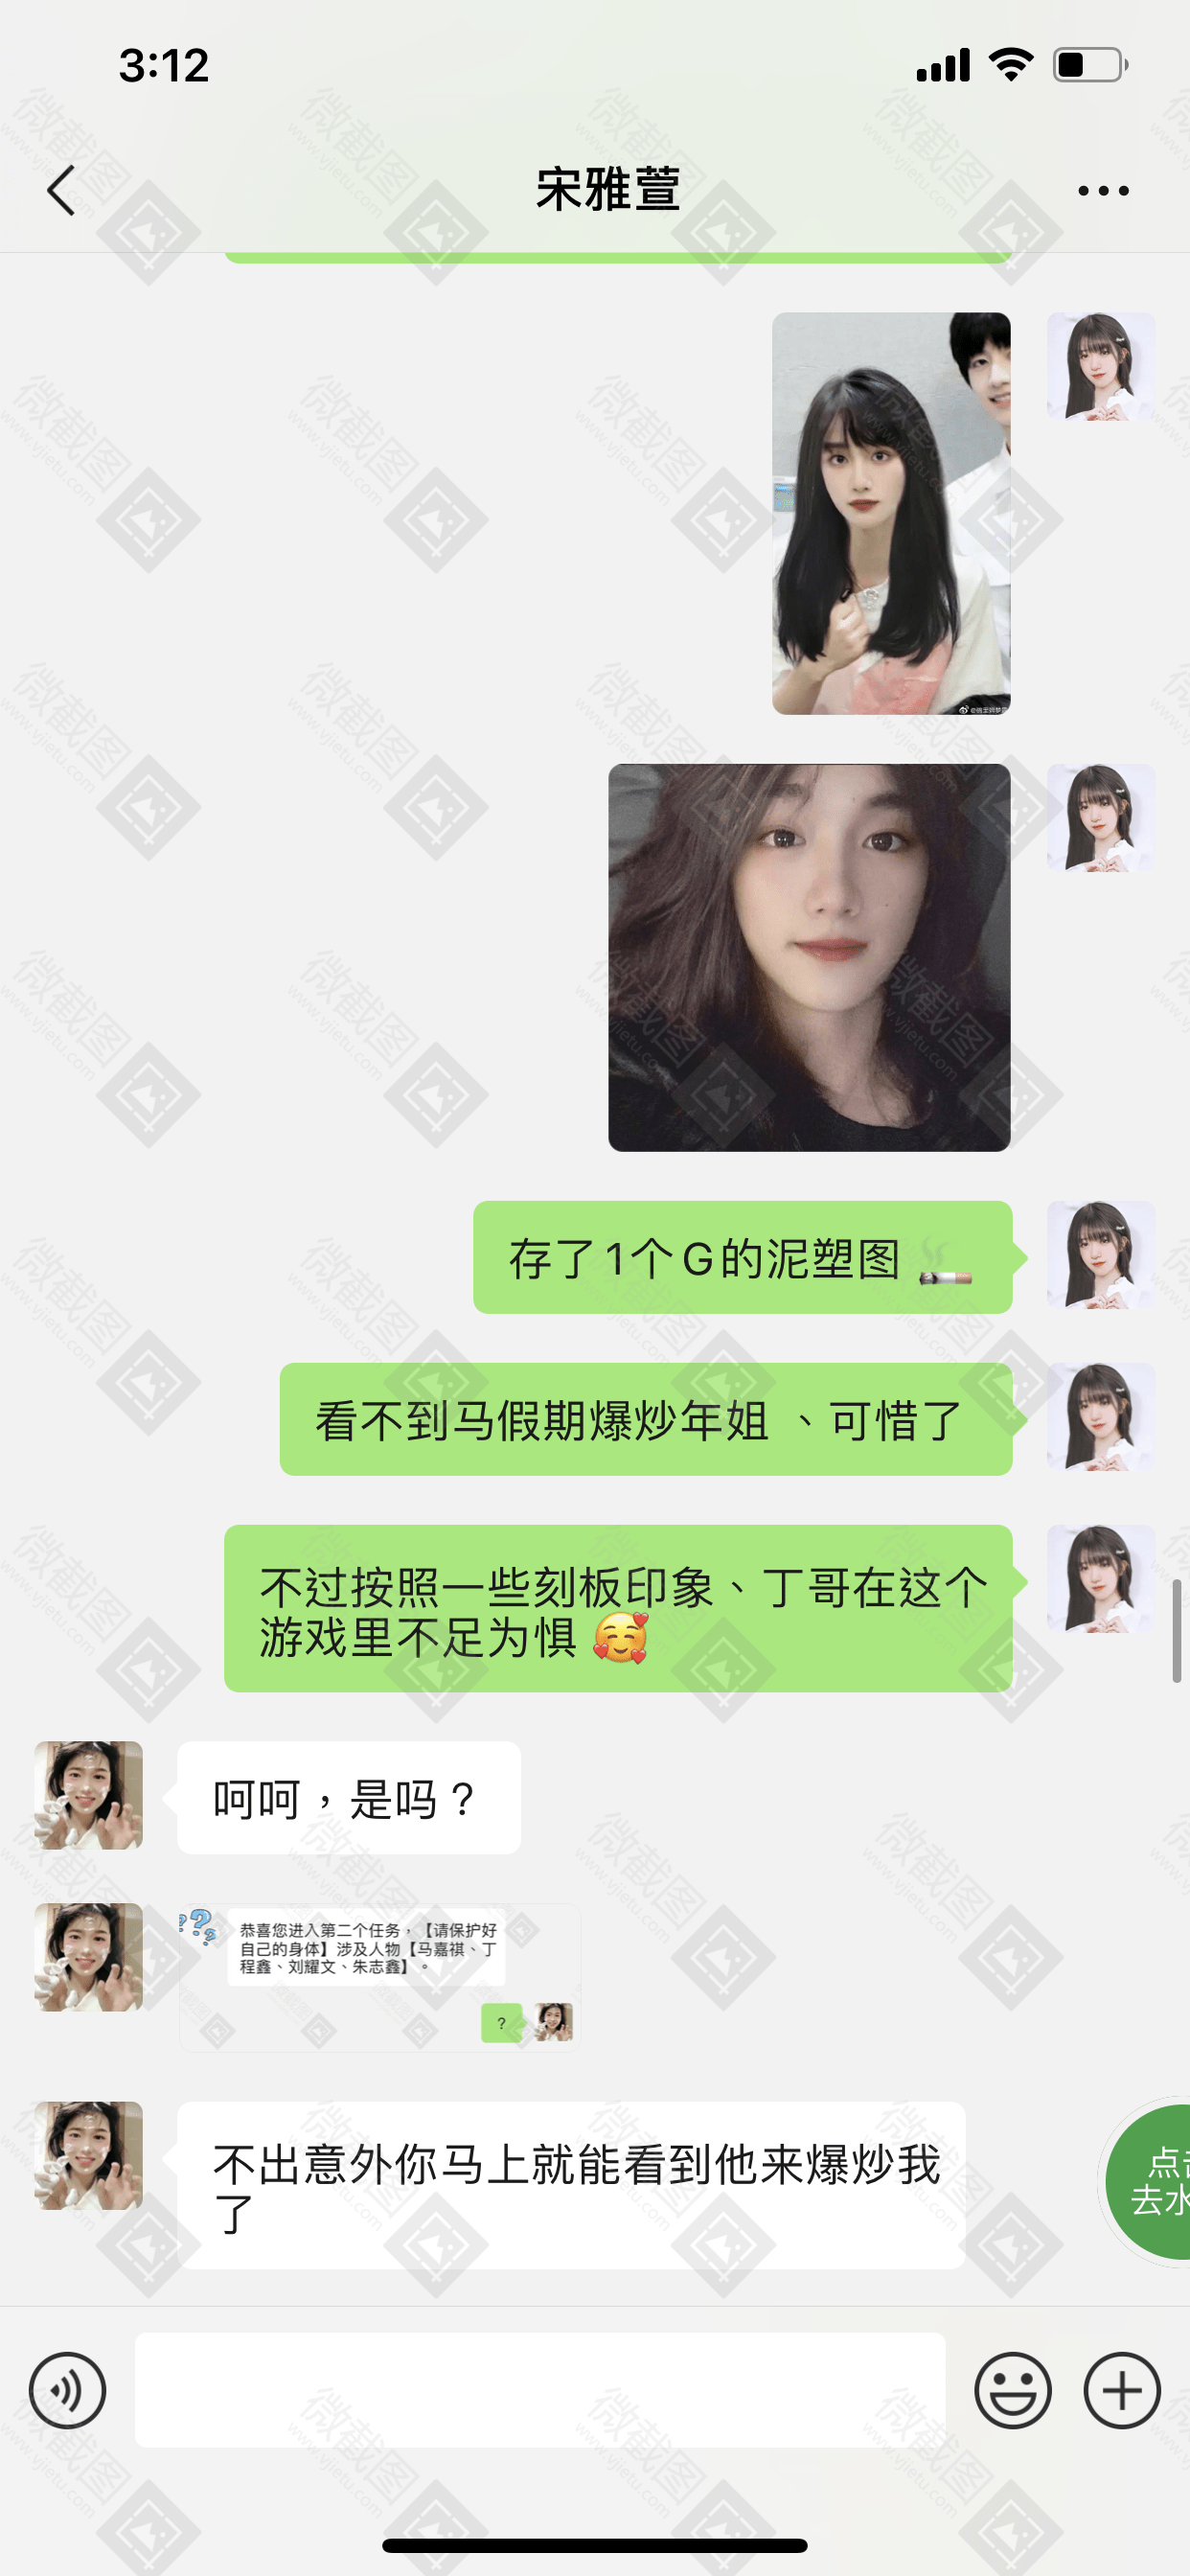 3:12
宋雅萱
存了1个G的泥塑图
看不到马假期爆炒年姐、可惜了
不过按照一些刻板印象、丁哥在这个
游戏里不足为惧
呵呵，是吗？
恭喜您进入第二个任务，【请保护好
自己的身体】涉及人物【马嘉祺、丁
程鑫、刘耀文、朱志鑫】。
?
不出意外你马上就能看到他来爆炒我
了
点击
去水
微截图
www.vjietu.com